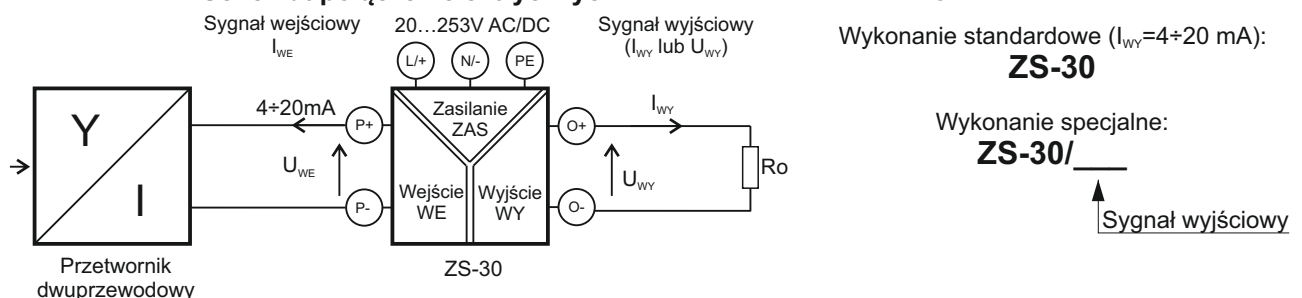 Sygnał wejściowy
I_WE
20...253V AC/DC
Sygnał wyjściowy
(I_WY lub U_WY)
L/+
N/-
PE
Y
I
4÷20mA
P+
P-
U_WE
Zasilanie
ZAS
Wejście
WE
Wyjście
WY
O+
O-
I_WY
U_WY
Ro
Przetwornik
dwuprzewodowy
ZS-30
Wykonanie standardowe (I_WY=4÷20 mA):
ZS-30
Wykonanie specjalne:
ZS-30/___
Sygnał wyjściowy